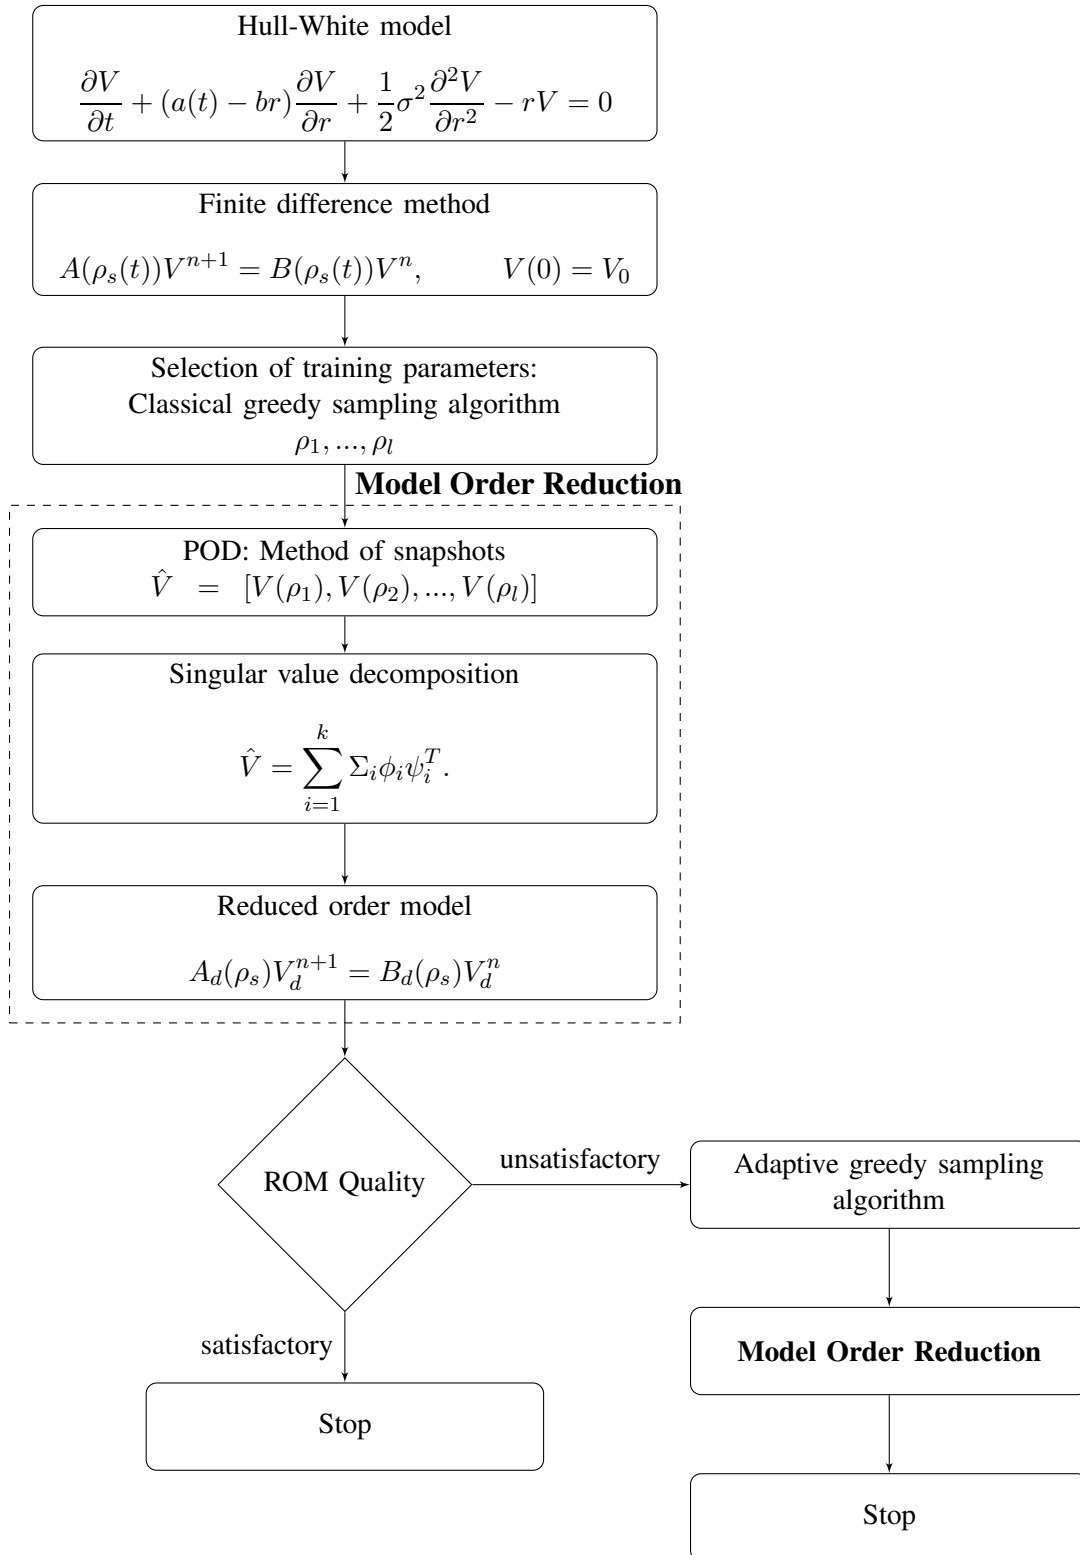 Hull-White model
∂V/∂t + (a(t) − br)∂V/∂r + 1/2 σ² ∂²V/∂r² − rV = 0
Finite difference method
A(ρ_s(t))V^{n+1} = B(ρ_s(t))V^n, V(0) = V_0
Selection of training parameters:
Classical greedy sampling algorithm
ρ_1, ..., ρ_l
Model Order Reduction
POD: Method of snapshots
V̂ = [V(ρ_1), V(ρ_2), ..., V(ρ_l)]
Singular value decomposition
V̂ = ∑_{i=1}^{k} Σ_i φ_i ψ_i^T.
Reduced order model
A_d(ρ_s)V_d^{n+1} = B_d(ρ_s)V_d^n
ROM Quality
unsatisfactory
Adaptive greedy sampling
algorithm
satisfactory
Model Order Reduction
Stop
Stop